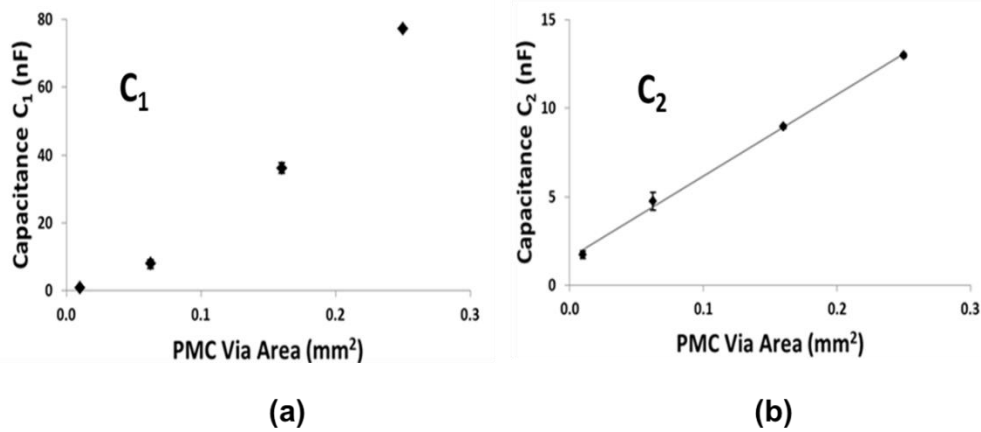 80
60
40
20
0
0.0 0.1 0.2 0.3
Capacitance C₁ (nF)
C₁
PMC Via Area (mm²)
(a)
15
10
5
0
0.0 0.1 0.2 0.3
Capacitance C₂ (nF)
C₂
PMC Via Area (mm²)
(b)